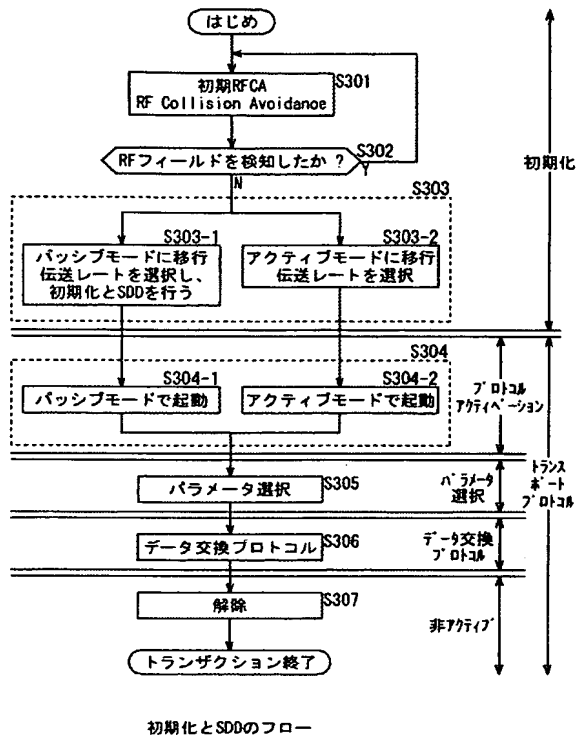 はじめ
S301
初期RFCA
RF Collision Avoidance
S302
RFフィールドを検知したか ?
Y
N
初期化
S303
S303-1
パッシブモードに移行
伝送レートを選択し、
初期化とSDDを行う
S303-2
アクティブモードに移行
伝送レートを選択
S304
S304-1
パッシブモードで起動
S304-2
アクティブモードで起動
プロトコル
アクティベーション
S305
パラメータ選択
パラメータ
選択
トランス
ポート
プロトコル
S306
データ交換プロトコル
データ交換
プロトコル
S307
解除
非アクティブ
トランザクション終了
初期化とSDDのフロー